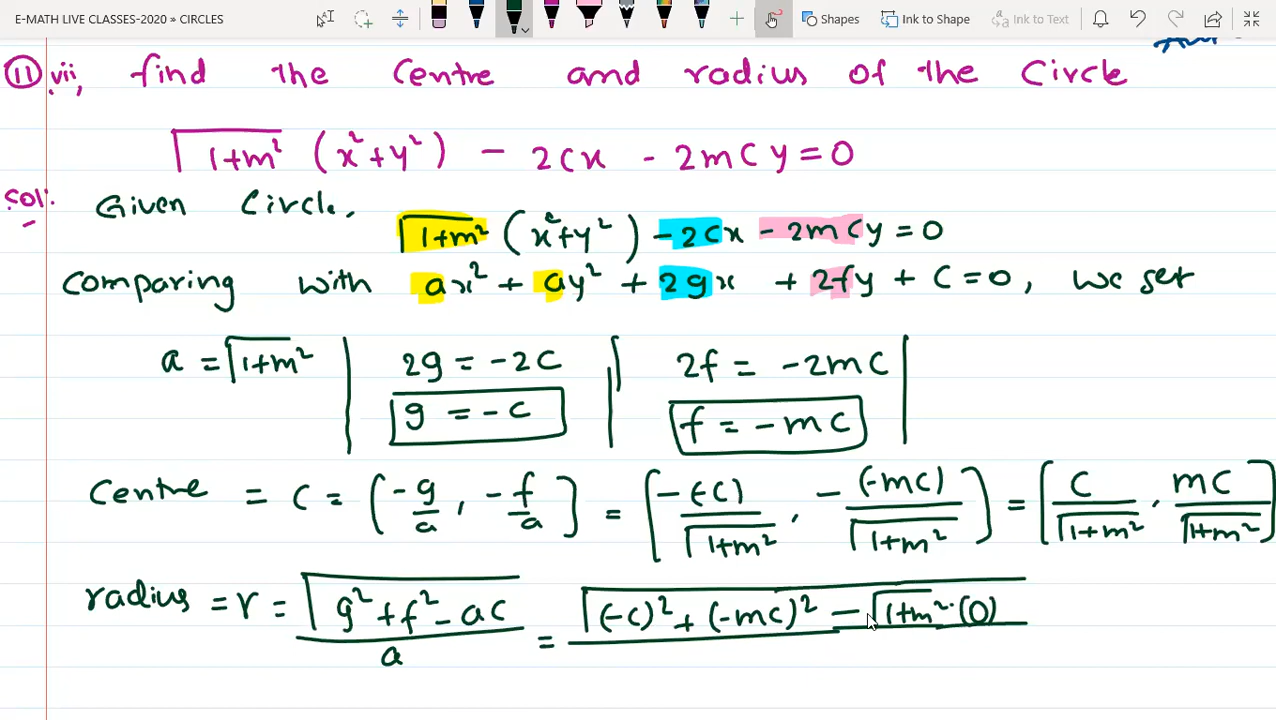 E-MATH LIVE CLASSES-2020 » CIRCLES Shapes Ink to Shape Ink to Text
⑪ vii, find the Centre and radius of the Circle
√1+m² (x²+y²) - 2cx - 2mcy = 0
Sol: Given Circle.
√1+m² (x²+y²) - 2cx - 2mcy = 0
Comparing with ax² + ay² + 2gx + 2fy + c = 0, we get
a = √1+m² | 2g = -2c | 2f = -2mc |
g = -c f = -mc
Centre = C = (-g/a, -f/a) = [-(-c)/√1+m², -(-mc)/√1+m²] = [c/√1+m², mc/√1+m²]
radius = r = √g²+f²-ac / a = √(-c)²+(-mc)² - √1+m²·(0)